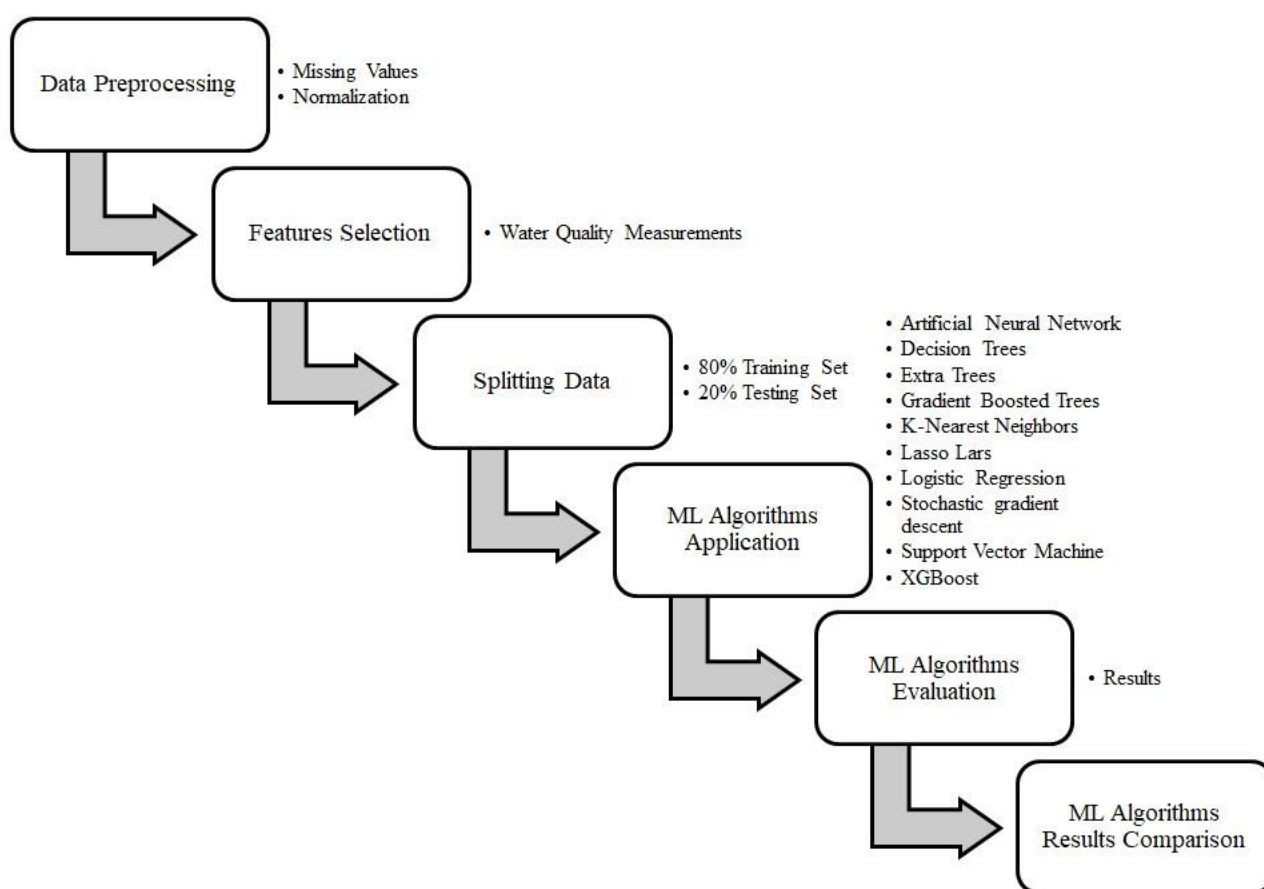 Data Preprocessing
• Missing Values
• Normalization
Features Selection
• Water Quality Measurements
Splitting Data
• 80% Training Set
• 20% Testing Set
ML Algorithms
Application
• Artificial Neural Network
• Decision Trees
• Extra Trees
• Gradient Boosted Trees
• K-Nearest Neighbors
• Lasso Lars
• Logistic Regression
• Stochastic gradient
descent
• Support Vector Machine
• XGBoost
ML Algorithms
Evaluation
• Results
ML Algorithms
Results Comparison